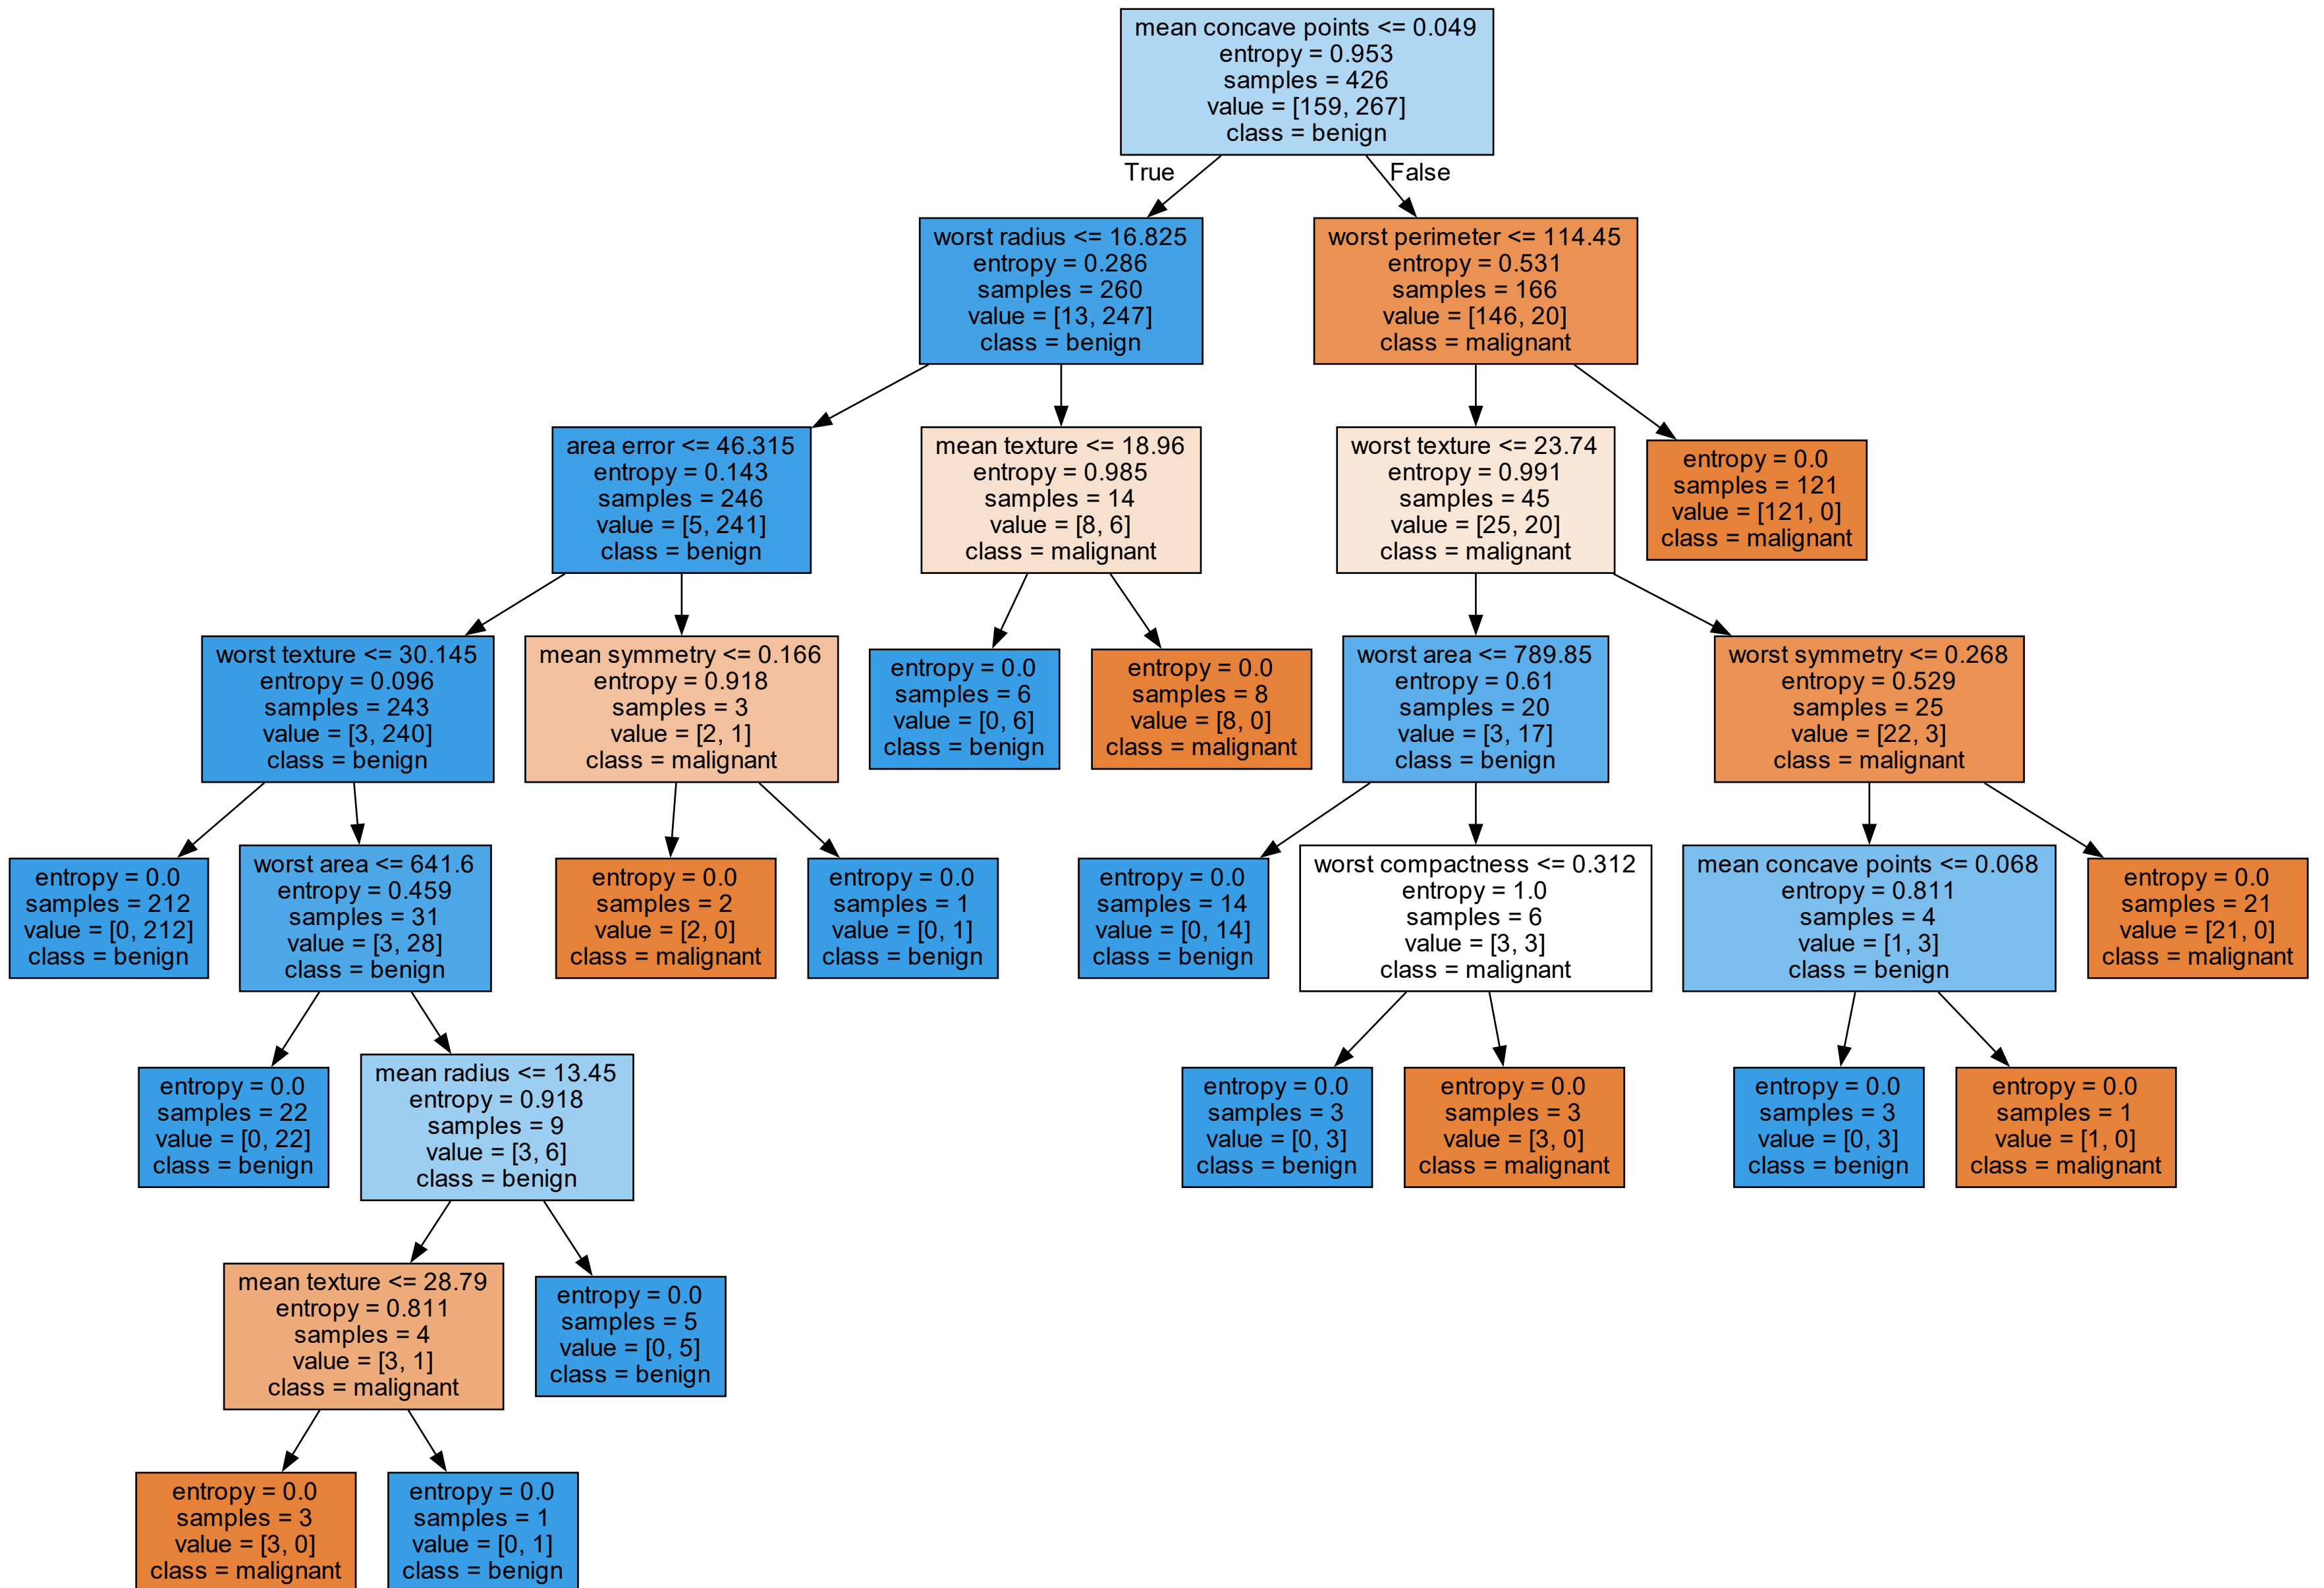 mean concave points <= 0.049
entropy = 0.953
samples = 426
value = [159, 267]
class = benign
True
False
worst radius <= 16.825
entropy = 0.286
samples = 260
value = [13, 247]
class = benign
worst perimeter <= 114.45
entropy = 0.531
samples = 166
value = [146, 20]
class = malignant
area error <= 46.315
entropy = 0.143
samples = 246
value = [5, 241]
class = benign
mean texture <= 18.96
entropy = 0.985
samples = 14
value = [8, 6]
class = malignant
worst texture <= 23.74
entropy = 0.991
samples = 45
value = [25, 20]
class = malignant
entropy = 0.0
samples = 121
value = [121, 0]
class = malignant
worst texture <= 30.145
entropy = 0.096
samples = 243
value = [3, 240]
class = benign
mean symmetry <= 0.166
entropy = 0.918
samples = 3
value = [2, 1]
class = malignant
entropy = 0.0
samples = 6
value = [0, 6]
class = benign
entropy = 0.0
samples = 8
value = [8, 0]
class = malignant
worst area <= 789.85
entropy = 0.61
samples = 20
value = [3, 17]
class = benign
worst symmetry <= 0.268
entropy = 0.529
samples = 25
value = [22, 3]
class = malignant
entropy = 0.0
samples = 212
value = [0, 212]
class = benign
worst area <= 641.6
entropy = 0.459
samples = 31
value = [3, 28]
class = benign
entropy = 0.0
samples = 2
value = [2, 0]
class = malignant
entropy = 0.0
samples = 1
value = [0, 1]
class = benign
entropy = 0.0
samples = 14
value = [0, 14]
class = benign
worst compactness <= 0.312
entropy = 1.0
samples = 6
value = [3, 3]
class = malignant
mean concave points <= 0.068
entropy = 0.811
samples = 4
value = [1, 3]
class = benign
entropy = 0.0
samples = 21
value = [21, 0]
class = malignant
entropy = 0.0
samples = 22
value = [0, 22]
class = benign
mean radius <= 13.45
entropy = 0.918
samples = 9
value = [3, 6]
class = benign
entropy = 0.0
samples = 3
value = [0, 3]
class = benign
entropy = 0.0
samples = 3
value = [3, 0]
class = malignant
entropy = 0.0
samples = 3
value = [0, 3]
class = benign
entropy = 0.0
samples = 1
value = [1, 0]
class = malignant
mean texture <= 28.79
entropy = 0.811
samples = 4
value = [3, 1]
class = malignant
entropy = 0.0
samples = 5
value = [0, 5]
class = benign
entropy = 0.0
samples = 3
value = [3, 0]
class = malignant
entropy = 0.0
samples = 1
value = [0, 1]
class = benign